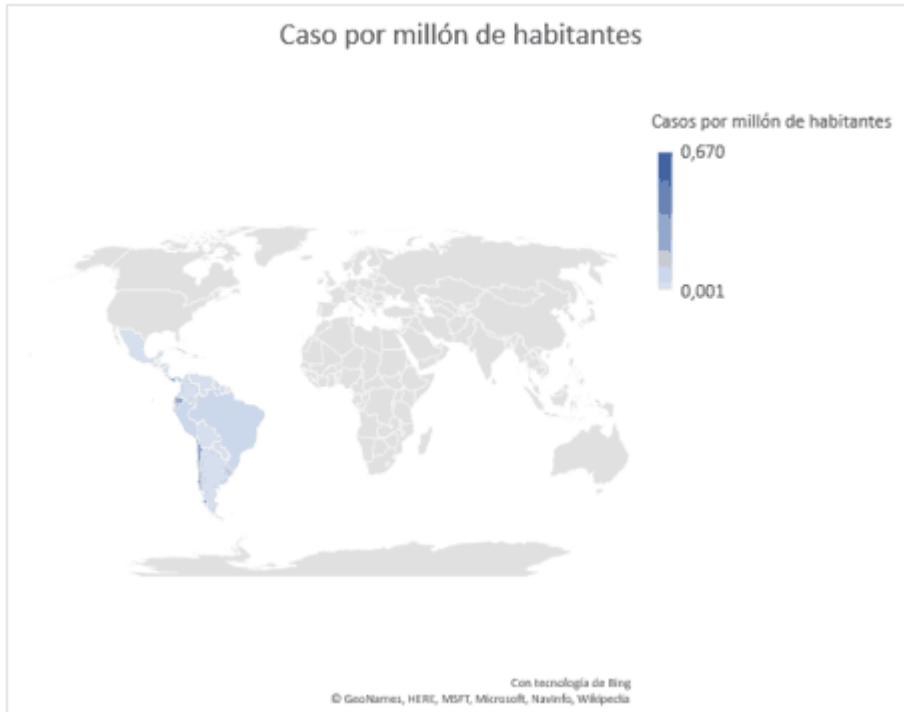 Caso por millón de habitantes
Casos por millón de habitantes
0,670
0,001
Con tecnología de Bing
© GeoNames, HERE, MSFT, Microsoft, NavInfo, Wikipedia